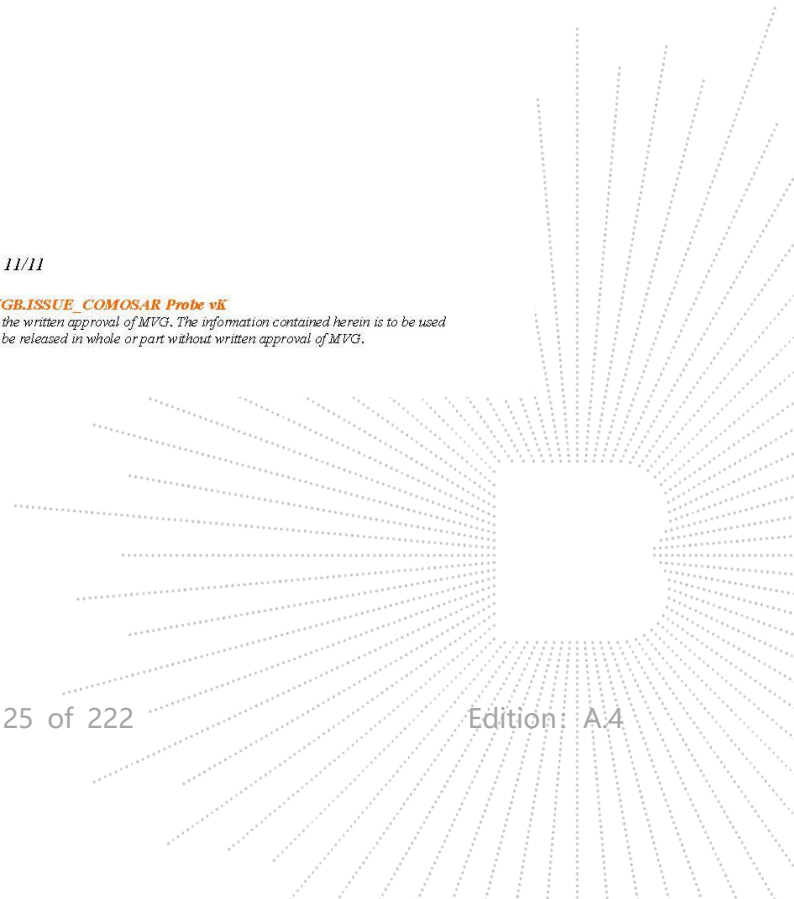 11/11
GB.ISSUE_COMOSAR Probe vK
the written approval of MVG. The information contained herein is to be used
be released in whole or part without written approval of MVG.
25 of 222 Edition: A.4